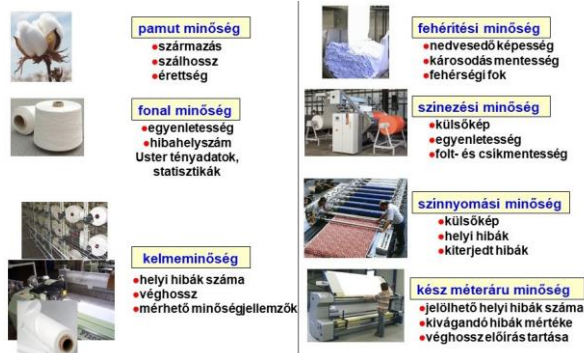 pamut minőség
●származás
●szálhossz
●érettség
fonal minőség
●egyenletesség
●hibahelyszám
Uster tényadatok,
statisztikák
kelmeminőség
●helyi hibák száma
●véghossz
●mérhető minőségjellemzők
fehérítési minőség
●nedvesedő képesség
●károsodás mentesség
●fehérségi fok
színezési minőség
●külsőkép
●egyenletesség
●folt- és csíkmentesség
színnyomási minőség
●külsőkép
●helyi hibák
●kiterjedt hibák
kész méteráru minőség
●jelölhető helyi hibák száma
●kivágandó hibák mértéke
●véghossz előírás tartása